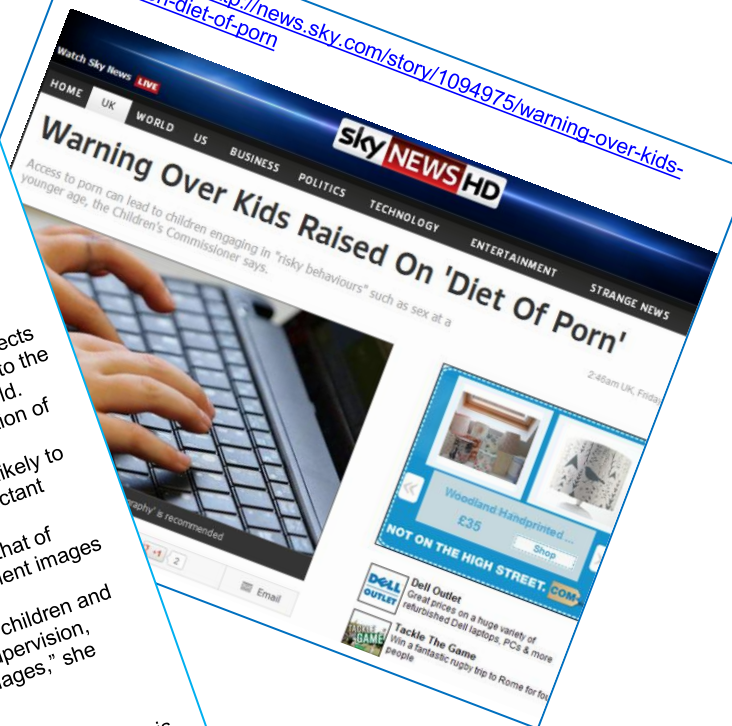 http://news.sky.com/story/1094975/warning-over-kids-
-diet-of-porn
Watch Sky News LIVE
sky NEWS HD
HOME UK WORLD US BUSINESS POLITICS TECHNOLOGY ENTERTAINMENT STRANGE NEWS
Warning Over Kids Raised On 'Diet Of Porn'
Access to porn can lead to children engaging in "risky behaviours" such as sex at a
younger age, the Children's Commissioner says.
2:46am UK, Friday
graphy' is recommended
+1 2
Email
Woodland Handprinted ...
£35
Shop
NOT ON THE HIGH STREET. COM
DELL
OUTLET
Dell Outlet
Great prices on a huge variety of
refurbished Dell laptops, PCs & more
TACKLE
THE
GAME
Tackle The Game
Win a fantastic rugby trip to Rome for fou
people
ects
to the
ld.
ion of
ikely to
ctant
that of
ent images
children and
pervision,
ages,” she
is